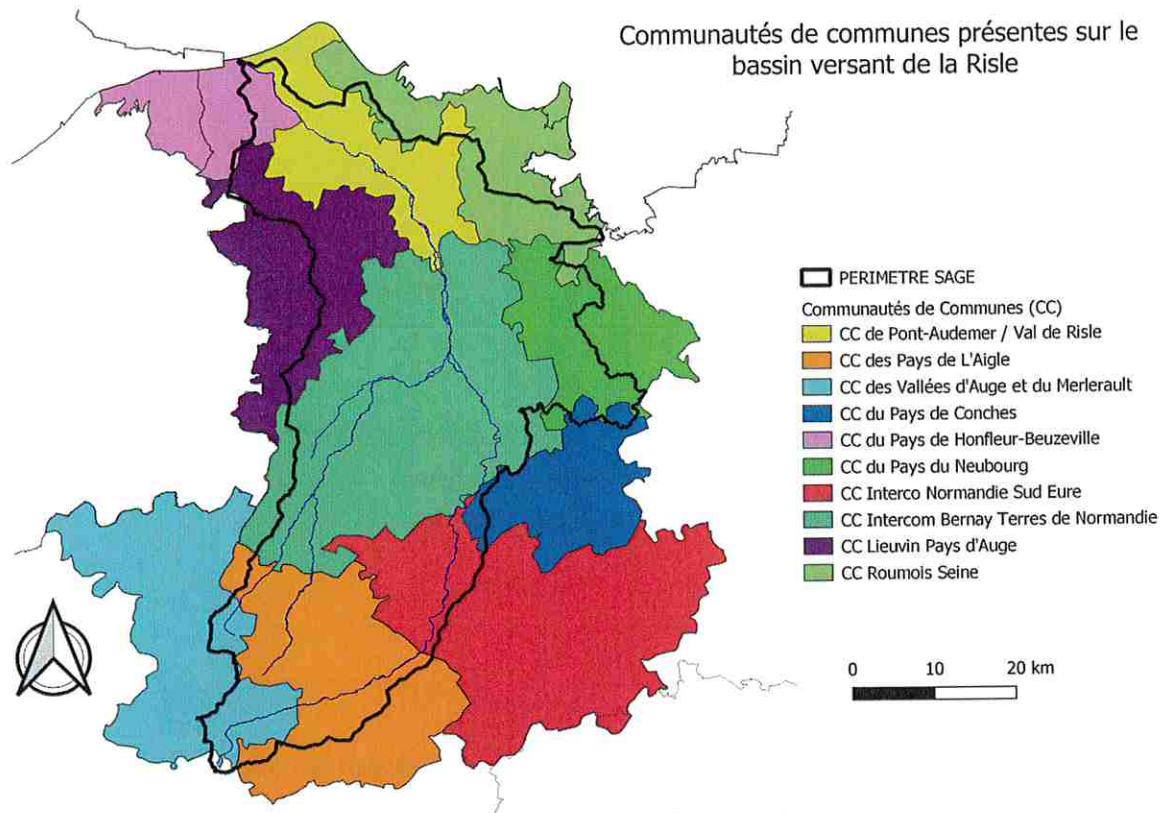 Communautés de communes présentes sur le
bassin versant de la Risle
PERIMETRE SAGE
Communautés de Communes (CC)
CC de Pont-Audemer / Val de Risle
CC des Pays de L'Aigle
CC des Vallées d'Auge et du Merlerault
CC du Pays de Conches
CC du Pays de Honfleur-Beuzeville
CC du Pays du Neubourg
CC Interco Normandie Sud Eure
CC Intercom Bernay Terres de Normandie
CC Lieuvin Pays d'Auge
CC Roumois Seine
0 10 20 km